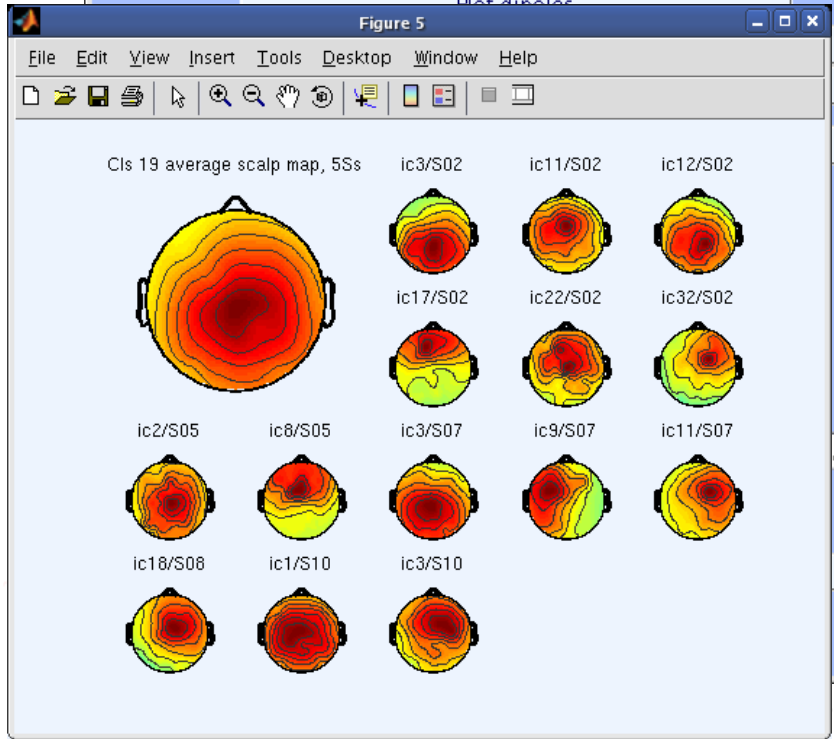 Plot dipoles
Figure 5
File Edit View Insert Tools Desktop Window Help
Cls 19 average scalp map, 5Ss ic3/S02 ic11/S02 ic12/S02
ic17/S02 ic22/S02 ic32/S02
ic2/S05 ic8/S05 ic3/S07 ic9/S07 ic11/S07
ic18/S08 ic1/S10 ic3/S10